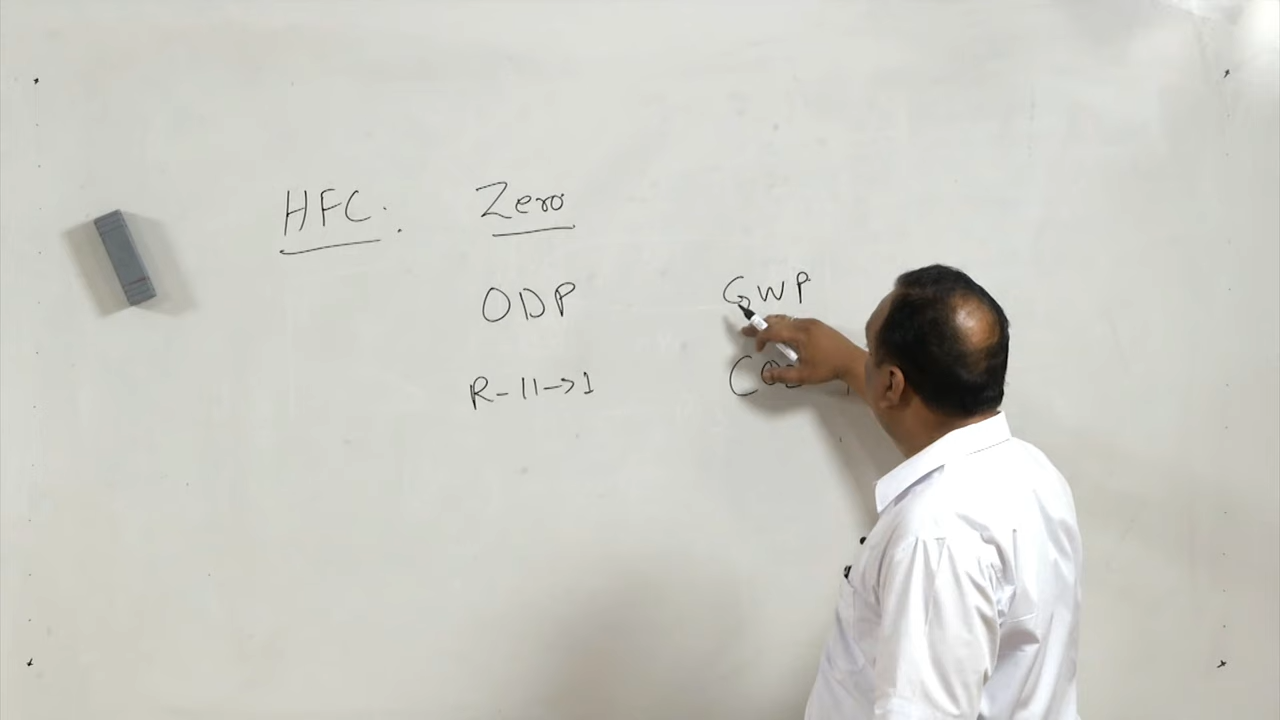 HFC. Zero
ODP GWP
R-11→1